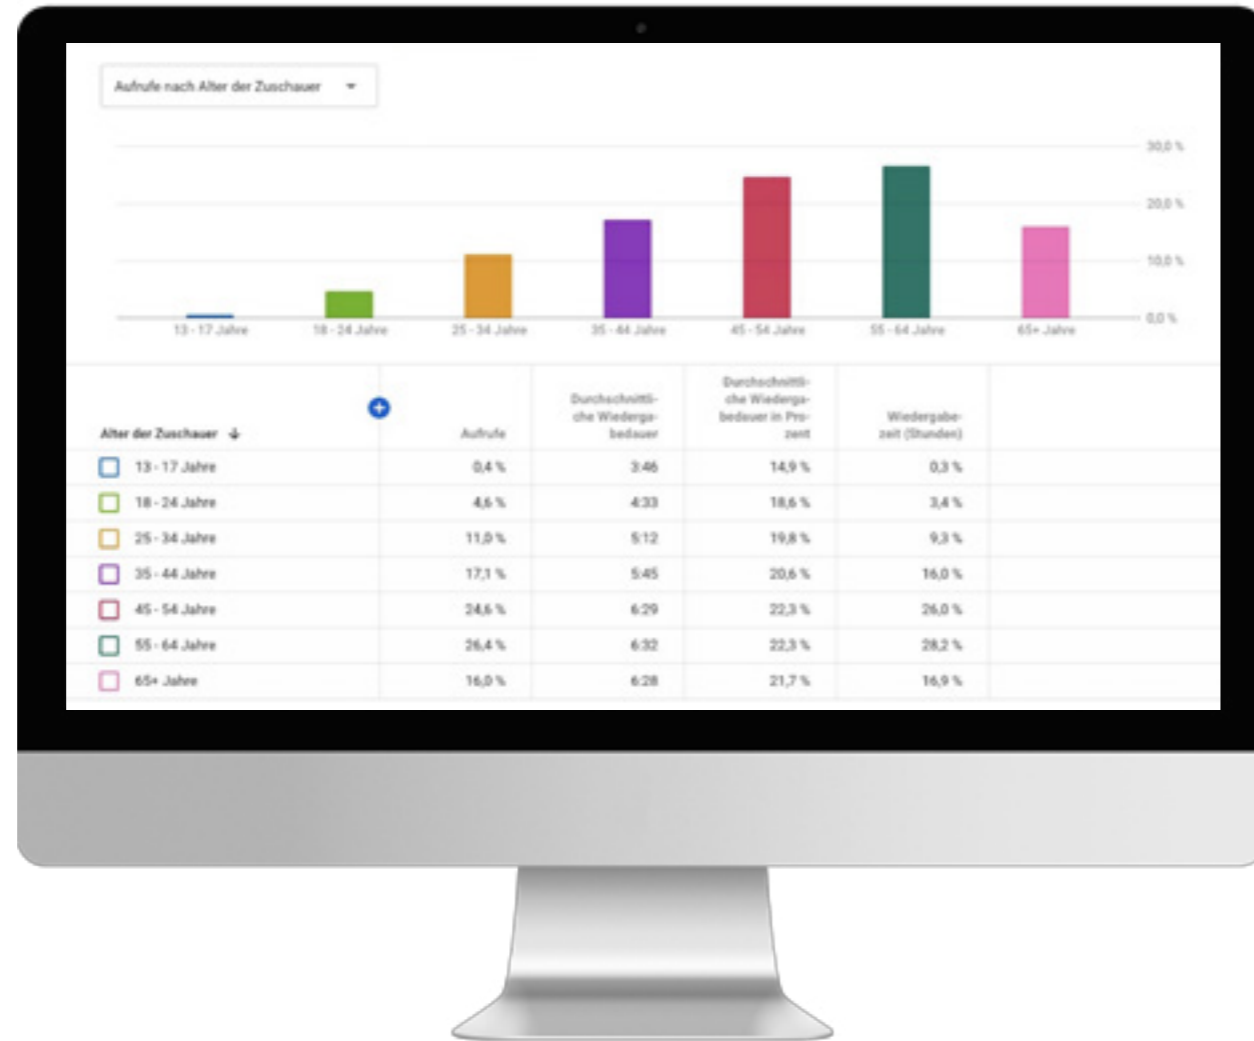 Aufrufe nach Alter der Zuschauer
30,0 %
20,0 %
10,0 %
0,0 %
13 - 17 Jahre 18 - 24 Jahre 25 - 34 Jahre 35 - 44 Jahre 45 - 54 Jahre 55 - 64 Jahre 65+ Jahre
Alter der Zuschauer
Aufrufe
Durchschnittli-
che Wiederga-
bedauer
Durchschnittli-
che Wiederga-
bedauer in Pro-
zent
Wiedergabe-
zeit (Stunden)
13 - 17 Jahre 0,4 % 3:46 14,9 % 0,3 %
18 - 24 Jahre 4,6 % 4:33 18,6 % 3,4 %
25 - 34 Jahre 11,0 % 5:12 19,8 % 9,3 %
35 - 44 Jahre 17,1 % 5:45 20,6 % 16,0 %
45 - 54 Jahre 24,6 % 6:29 22,3 % 26,0 %
55 - 64 Jahre 26,4 % 6:32 22,3 % 28,2 %
65+ Jahre 16,0 % 6:28 21,7 % 16,9 %